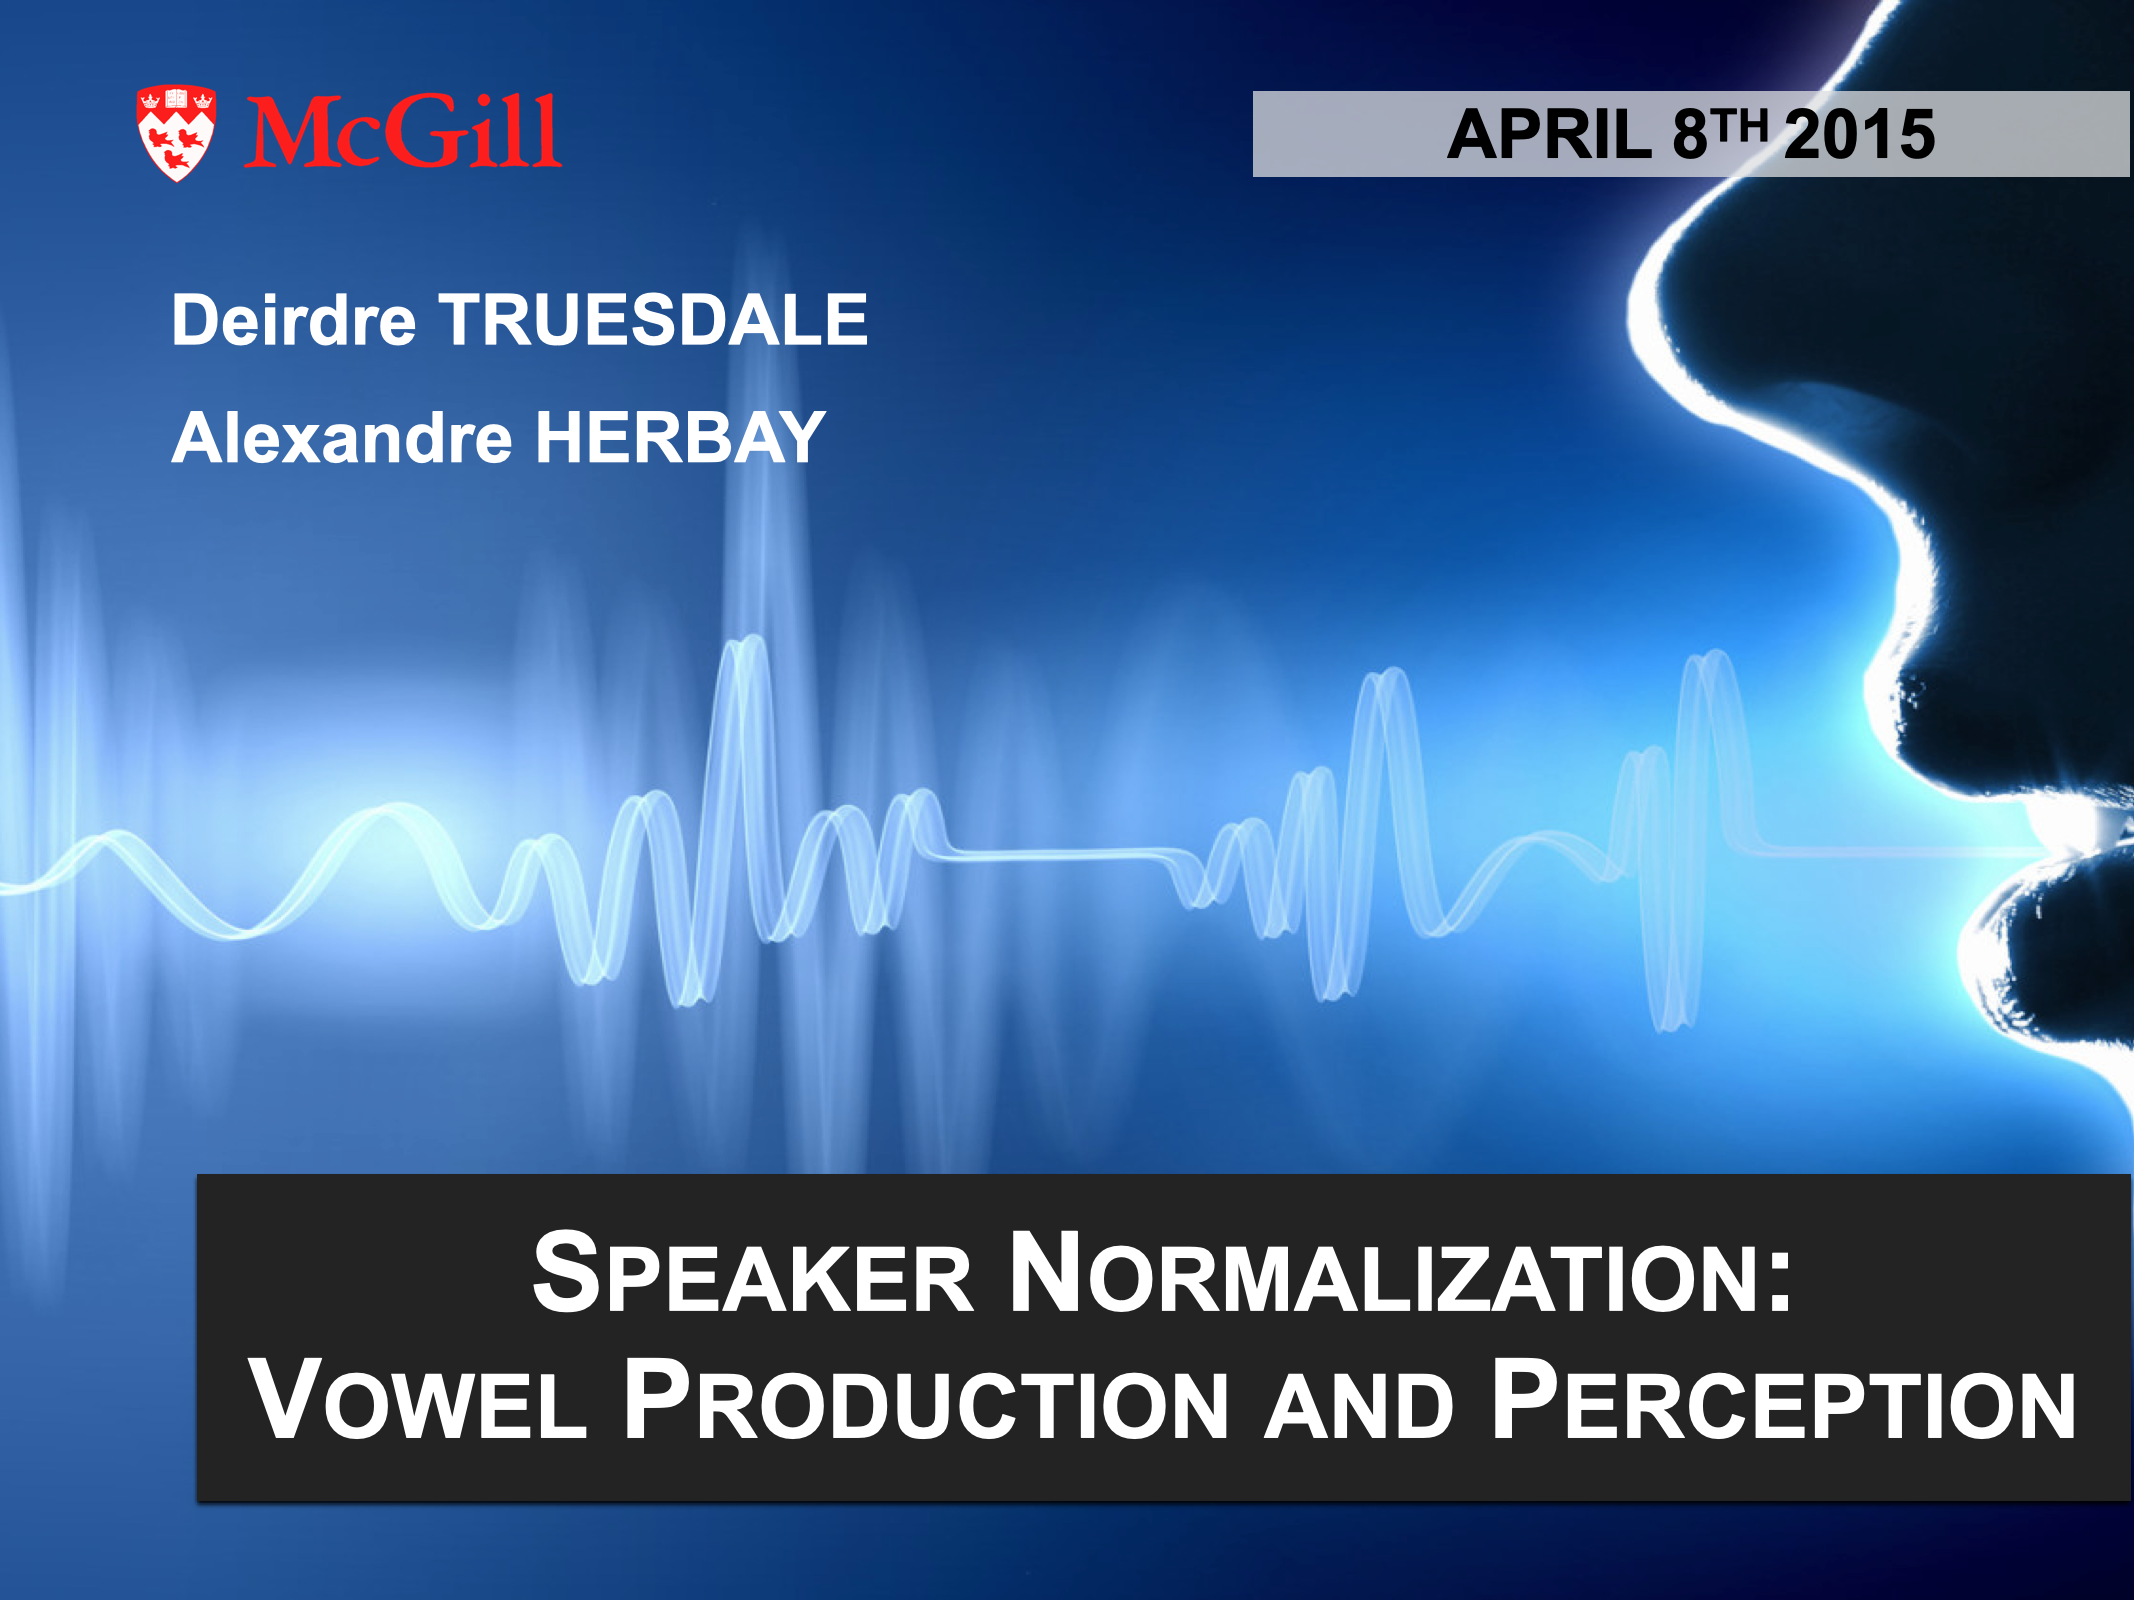 McGill
APRIL 8TH 2015
Deirdre TRUESDALE
Alexandre HERBAY
SPEAKER NORMALIZATION:
VOWEL PRODUCTION AND PERCEPTION